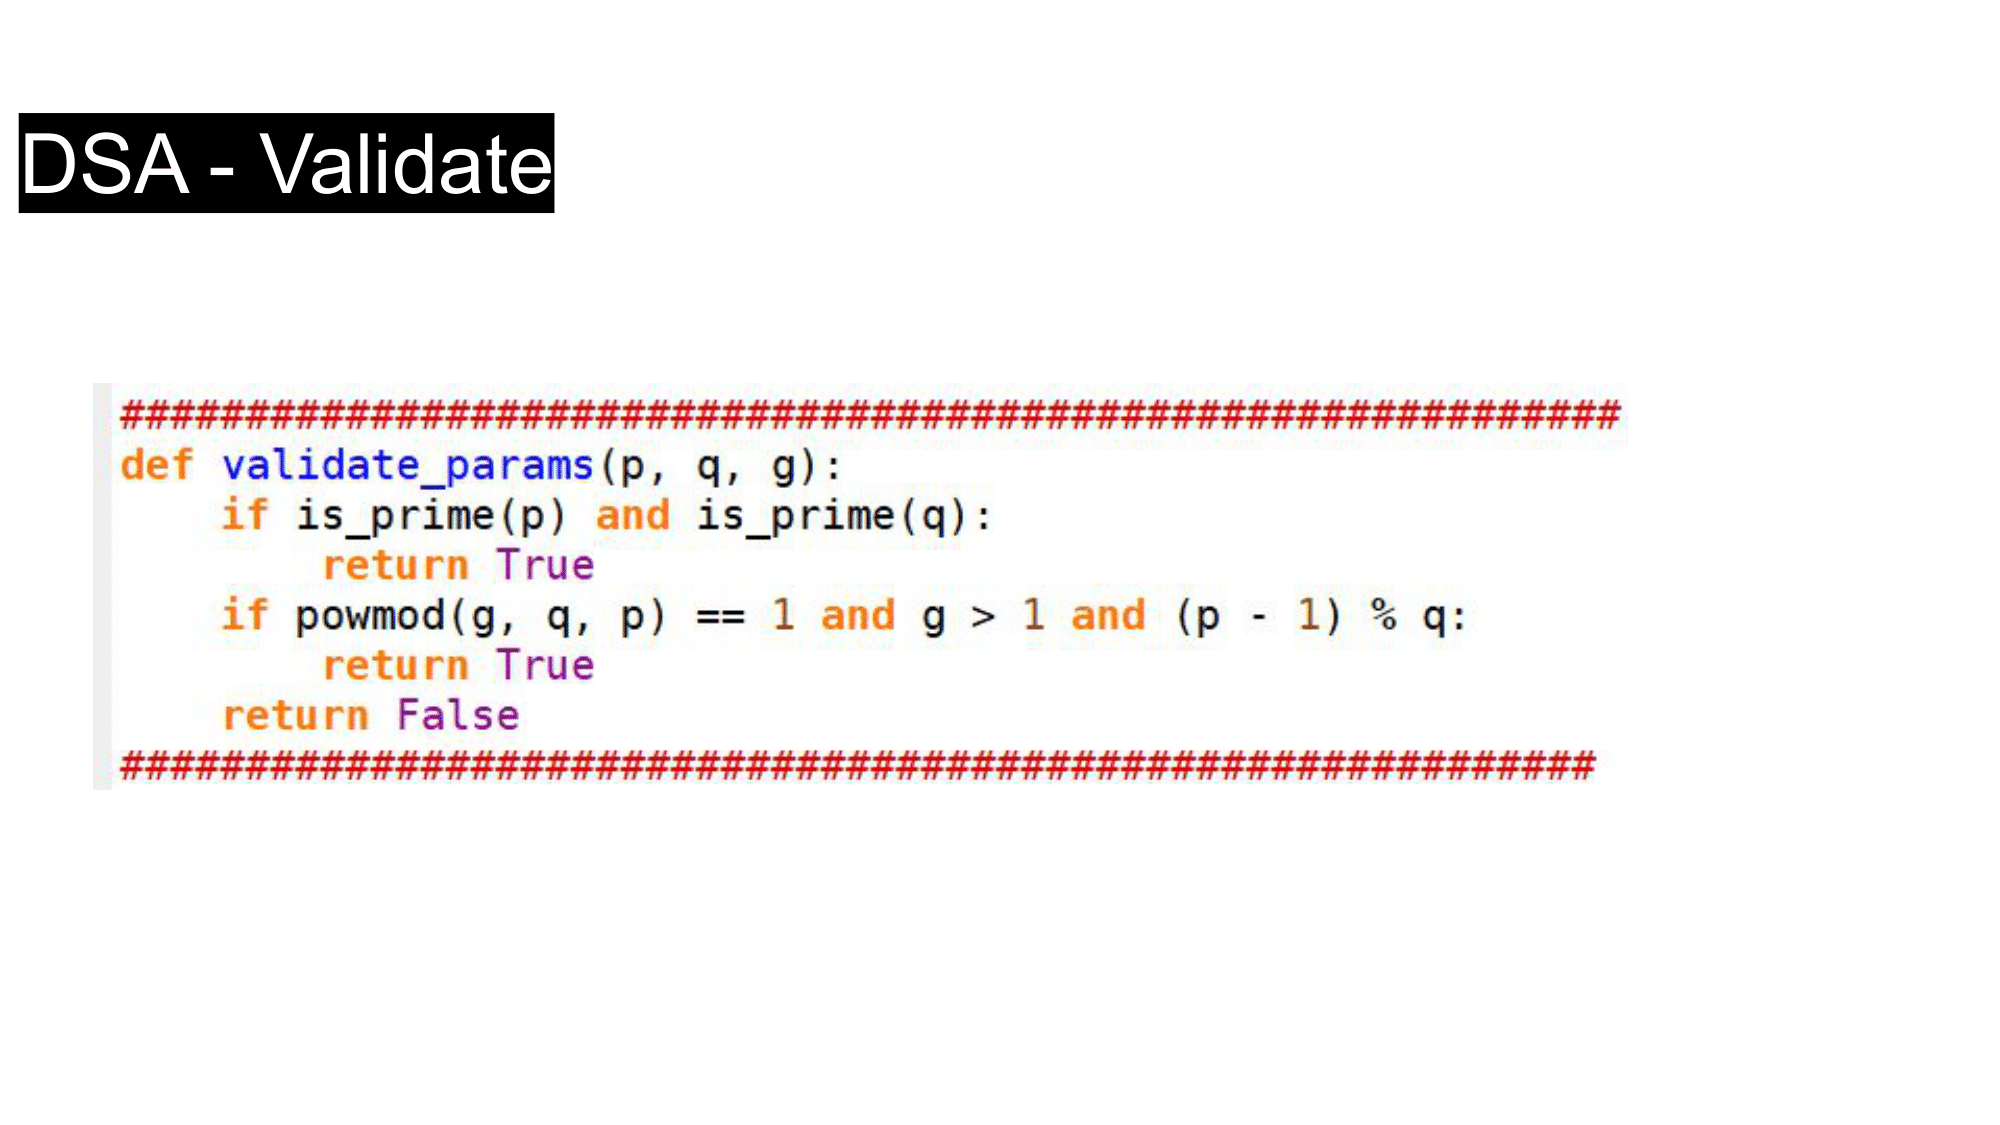 DSA - Validate
############################################################
def validate_params(p, q, g):
    if is_prime(p) and is_prime(q):
        return True
    if powmod(g, q, p) == 1 and g > 1 and (p - 1) % q:
        return True
    return False
###########################################################